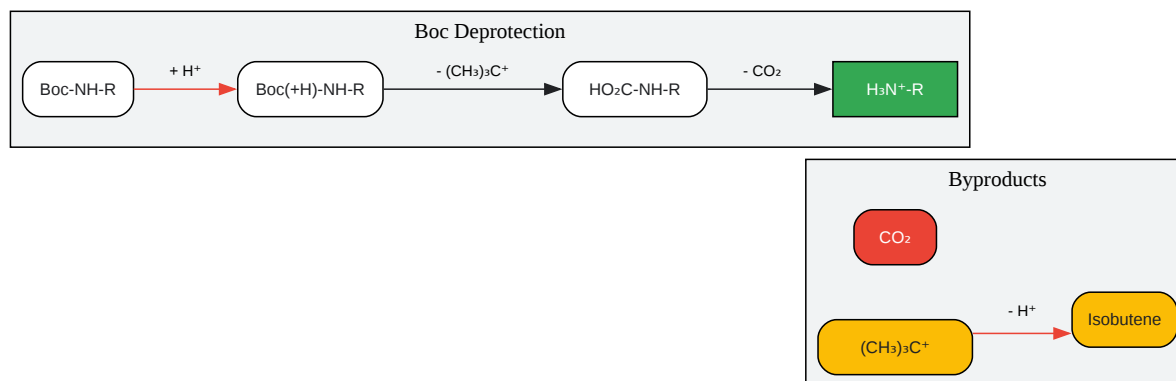 Boc Deprotection
+ H⁺
- (CH₃)₃C⁺
- CO₂
Boc-NH-R
Boc(+H)-NH-R
HO₂C-NH-R
H₃N⁺-R
Byproducts
CO₂
- H⁺
Isobutene
(CH₃)₃C⁺